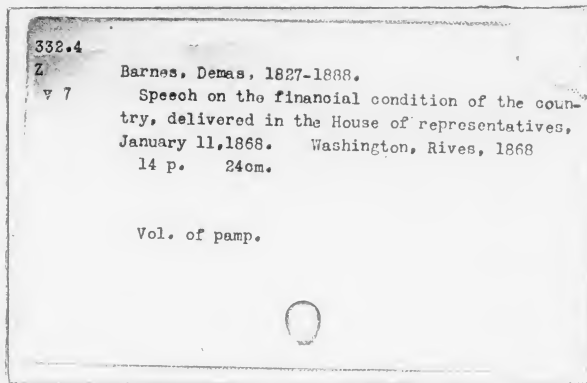 332.4
Z
v 7
Barnes, Demas, 1827-1888.
Speech on the financial condition of the coun-
try, delivered in the House of representatives,
January 11,1868. Washington, Rives, 1868
14 p. 24cm.
Vol. of pamp.